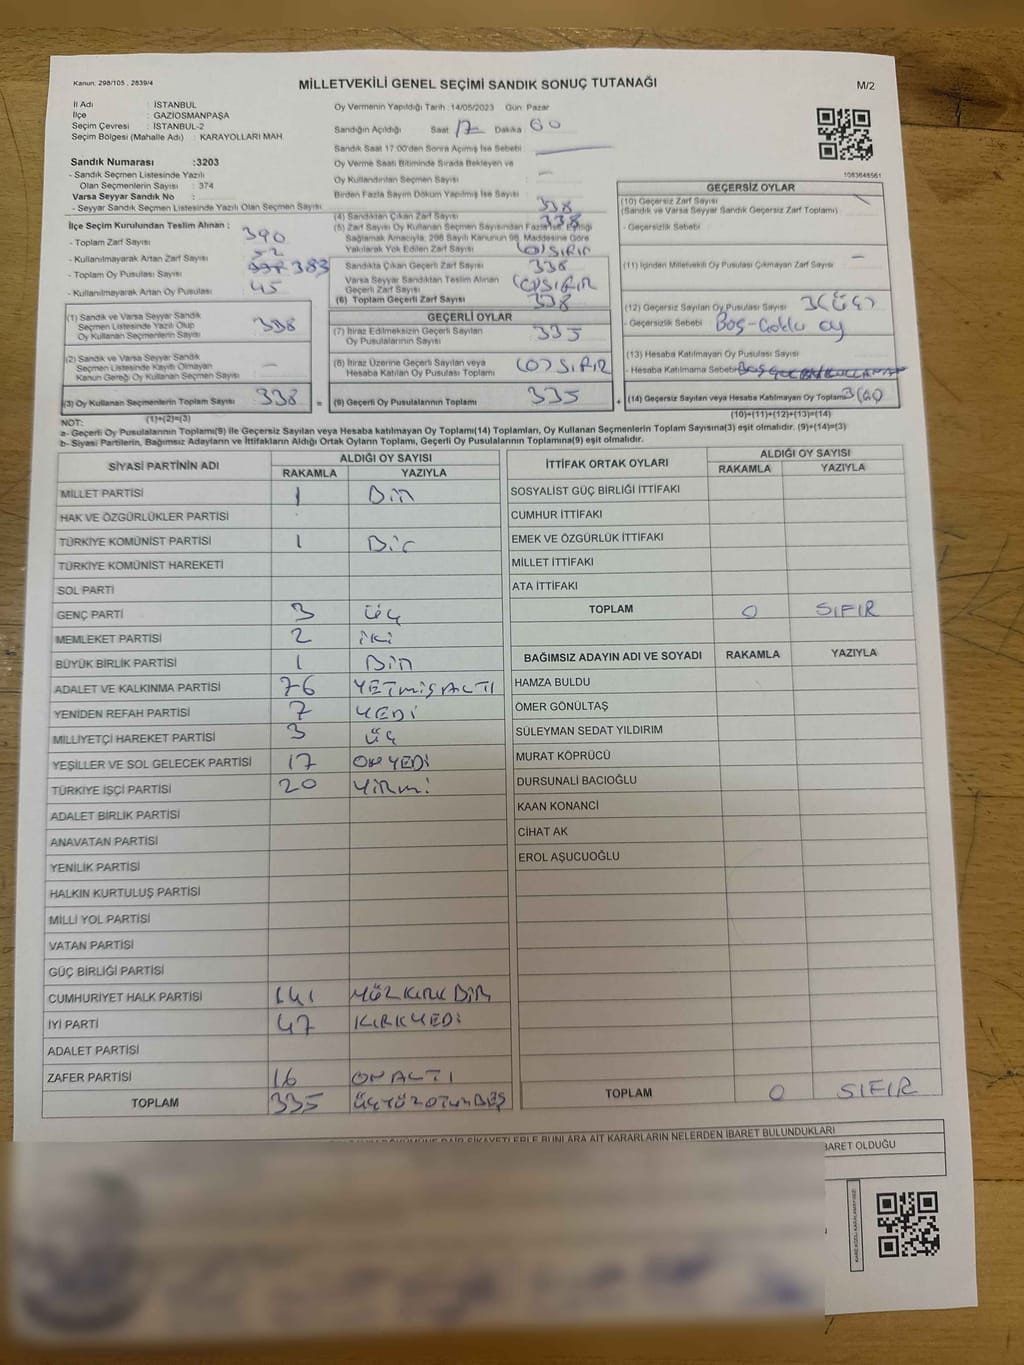 Kanun: 298/105 , 2839/4
MİLLETVEKİLİ GENEL SEÇİMİ SANDIK SONUÇ TUTANAĞI
M/2
İl Adı : İSTANBUL
İlçe : GAZİOSMANPAŞA
Seçim Çevresi : İSTANBUL-2
Seçim Bölgesi (Mahalle Adı) : KARAYOLLARI MAH
Sandık Numarası :3203
- Sandık Seçmen Listesinde Yazılı
Olan Seçmenlerin Sayısı : 374
Varsa Seyyar Sandık No :
- Seyyar Sandık Seçmen Listesinde Yazılı Olan Seçmen Sayısı
Oy Vermenin Yapıldığı Tarih :14/05/2023 Gün: Pazar
Sandığın Açıldığı Saat 17 Dakika 60
Sandık Saat 17:00'den Sonra Açımış İse Sebebi :
Oy Verme Saati Bitiminde Sırada Bekleyen ve
Oy Kullandırılan Seçmen Sayısı
Birden Fazla Sayım Döküm Yapılmış İse Sayısı
1083648561
İlçe Seçim Kurulundan Teslim Alınan :
- Toplam Zarf Sayısı 390
- Kullanılmayarak Artan Zarf Sayısı 52
- Toplam Oy Pusulası Sayısı 383
- Kullanılmayarak Artan Oy Pusulası 45
(1) Sandık ve Varsa Seyyar Sandık
Seçmen Listesinde Yazılı Olup
Oy Kullanan Seçmenlerin Sayısı 338
(2) Sandık ve Varsa Seyyar Sandık
Seçmen Listesinde Kayıtlı Olmayan
Kanun Gereği Oy Kullanan Seçmen Sayısı -
(3) Oy Kullanan Seçmenlerin Toplam Sayısı 338 =
(1)+(2)=(3)
(4) Sandıktan Çıkan Zarf Sayısı 338
(5) Zarf Sayısı Oy Kullanan Seçmen Sayısından Fazla İse, Eşitliği 338
Sağlamak Amacıyla, 298 Sayılı Kanunun 98. Maddesine Göre
Yakılarak Yok Edilen Zarf Sayısı (0) SIFIR
Sandıkta Çıkan Geçerli Zarf Sayısı 338
Varsa Seyyar Sandıktan Teslim Alınan
Geçerli Zarf Sayısı (0) SIFIR
(6) Toplam Geçerli Zarf Sayısı 338
GEÇERLİ OYLAR
(7) İtiraz Edilmeksizin Geçerli Sayılan
Oy Pusulalarının Sayısı 335
(8) İtiraz Üzerine Geçerli Sayılan veya
Hesaba Katılan Oy Pusulası Toplamı (0) SIFIR
(9) Geçerli Oy Pusulalarının Toplamı 335 +
GEÇERSİZ OYLAR
(10) Geçersiz Zarf Sayısı
(Sandık ve Varsa Seyyar Sandık Geçersiz Zarf Toplamı)
- Geçersizlik Sebebi
(11) İçinden Milletvekili Oy Pusulası Çıkmayan Zarf Sayısı -
(12) Geçersiz Sayılan Oy Pusulası Sayısı 3(üç)
- Geçersizlik Sebebi Boş-Çoklu oy
(13) Hesaba Katılmayan Oy Pusulası Sayısı
- Hesaba Katılmama Sebebi
(14) Geçersiz Sayılan veya Hesaba Katılmayan Oy Toplamı 3(üç)
(10)+(11)+(12)+(13)=(14)
NOT:
a- Geçerli Oy Pusulalarının Toplamı(9) ile Geçersiz Sayılan veya Hesaba katılmayan Oy Toplamı(14) Toplamları, Oy Kullanan Seçmenlerin Toplam Sayısına(3) eşit olmalıdır. (9)+(14)=(3)
b- Siyasi Partilerin, Bağımsız Adayların ve İttifakların Aldığı Ortak Oyların Toplamı, Geçerli Oy Pusulalarının Toplamına(9) eşit olmalıdır.
SİYASİ PARTİNİN ADI ALDIĞI OY SAYISI
RAKAMLA YAZIYLA
MİLLET PARTİSİ 1 Bir
HAK VE ÖZGÜRLÜKLER PARTİSİ
TÜRKİYE KOMÜNİST PARTİSİ 1 Bir
TÜRKİYE KOMÜNİST HAREKETİ
SOL PARTİ
GENÇ PARTİ 3 üç
MEMLEKET PARTİSİ 2 iki
BÜYÜK BİRLİK PARTİSİ 1 Bir
ADALET VE KALKINMA PARTİSİ 76 YETMİŞALTI
YENİDEN REFAH PARTİSİ 7 YEDİ
MİLLİYETÇİ HAREKET PARTİSİ 3 üç
YEŞİLLER VE SOL GELECEK PARTİSİ 17 ONYEDİ
TÜRKİYE İŞÇİ PARTİSİ 20 YİRMİ
ADALET BİRLİK PARTİSİ
ANAVATAN PARTİSİ
YENİLİK PARTİSİ
HALKIN KURTULUŞ PARTİSİ
MİLLİ YOL PARTİSİ
VATAN PARTİSİ
GÜÇ BİRLİĞİ PARTİSİ
CUMHURİYET HALK PARTİSİ 141 YÜZKIRKBİR
İYİ PARTİ 47 KIRKYEDİ
ADALET PARTİSİ
ZAFER PARTİSİ 16 ONALTI
TOPLAM 335 ÜÇYÜZOTUZBEŞ
İTTİFAK ORTAK OYLARI ALDIĞI OY SAYISI
RAKAMLA YAZIYLA
SOSYALİST GÜÇ BİRLİĞİ İTTİFAKI
CUMHUR İTTİFAKI
EMEK VE ÖZGÜRLÜK İTTİFAKI
MİLLET İTTİFAKI
ATA İTTİFAKI
TOPLAM 0 SIFIR
BAĞIMSIZ ADAYIN ADI VE SOYADI RAKAMLA YAZIYLA
HAMZA BULDU
ÖMER GÖNÜLTAŞ
SÜLEYMAN SEDAT YILDIRIM
MURAT KÖPRÜCÜ
DURSUNALİ BACIOĞLU
KAAN KONANCİ
CİHAT AK
EROL AŞUCUOĞLU
TOPLAM 0 SIFIR
ŞİKAYETLERLE BUNLARA AİT KARARLARIN NELERDEN İBARET BULUNDUKLARI
BARET OLDUĞU